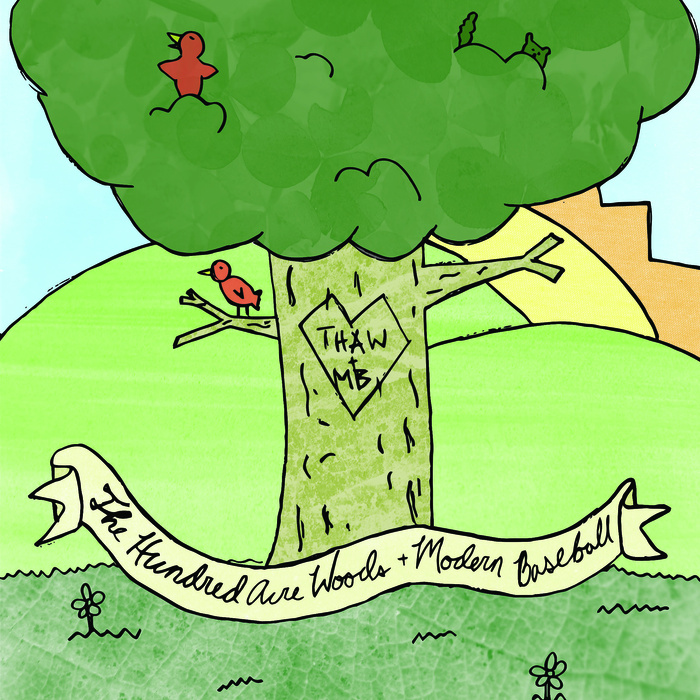 THAW
+
MB
The Hundred Acre Woods + Modern Baseball